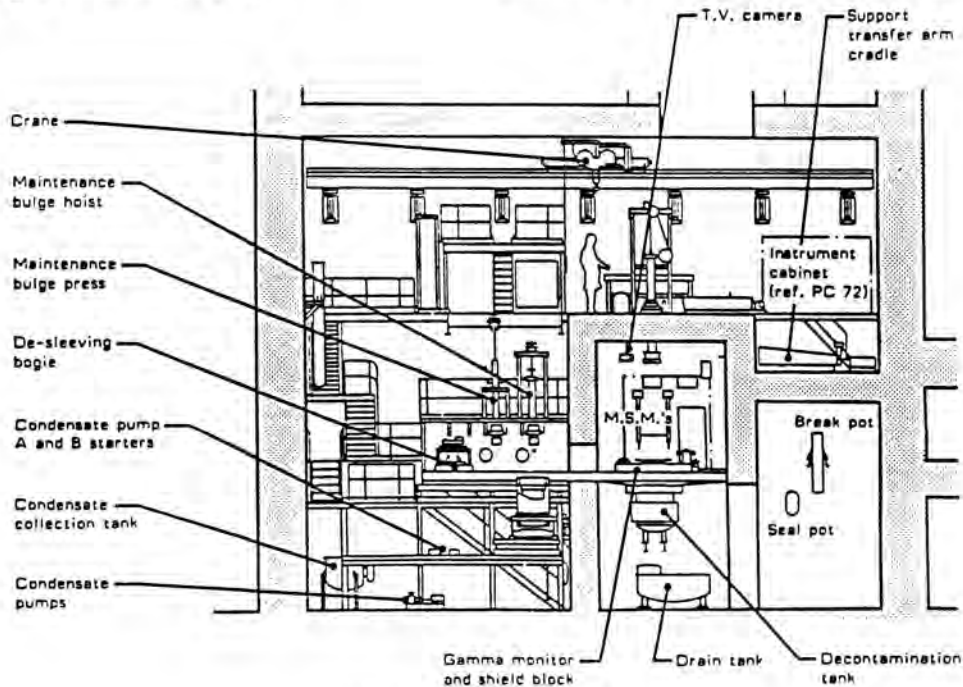 T.V. camera
Support
transfer arm
cradle
Crane
Maintenance
bulge hoist
Maintenance
bulge press
De-sleeving
bogie
Condensate pump
A and B starters
Condensate
collection tank
Condensate
pumps
Instrument
cabinet
(ref. PC 72)
M.S.M.'s
Break pot
Seal pot
Gamma monitor
and shield block
Drain tank
Decontamination
tank